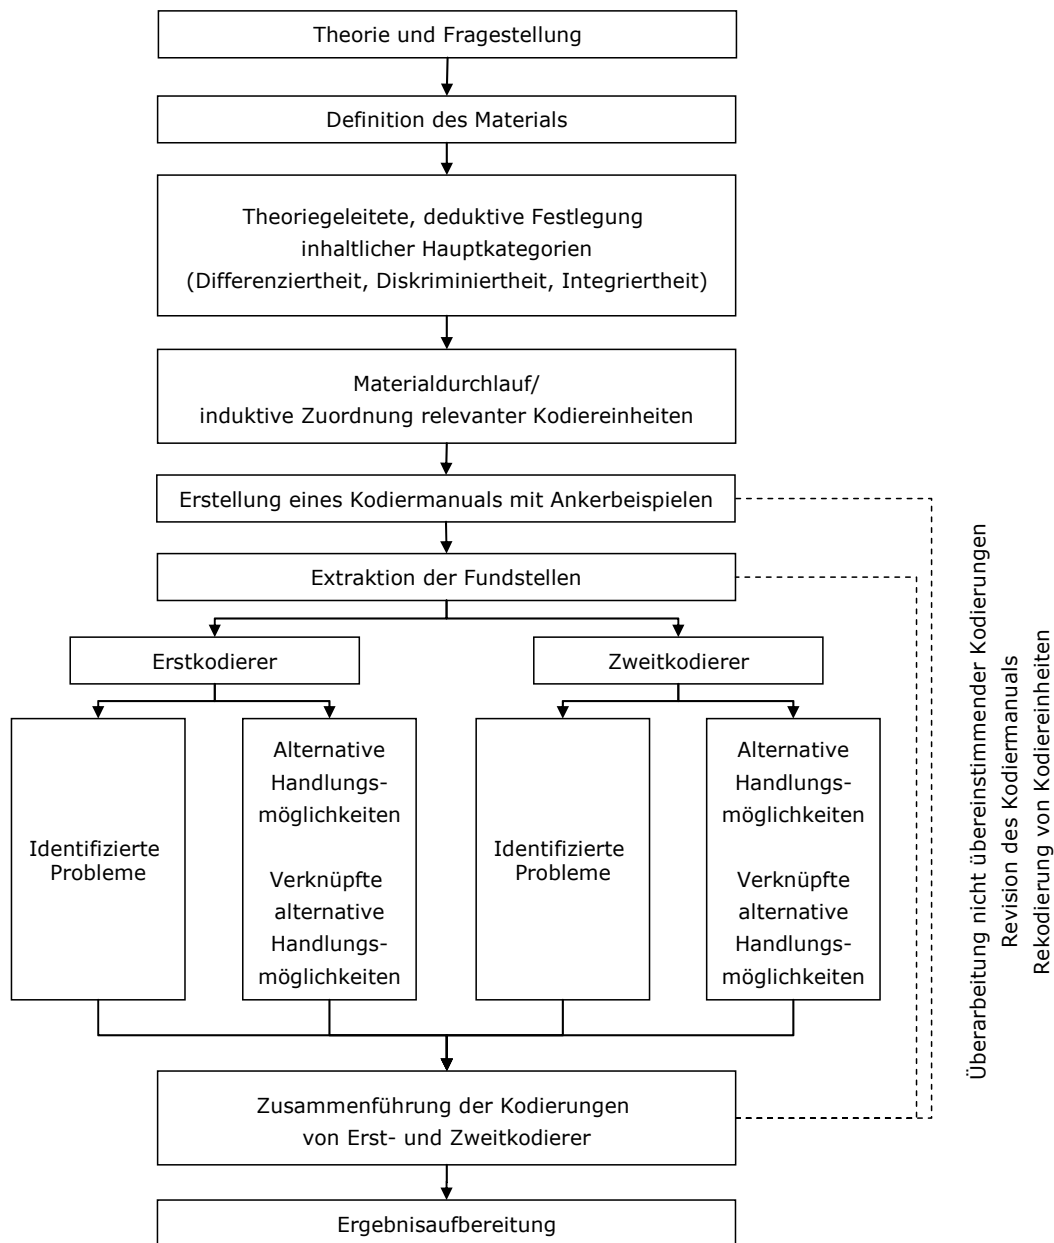 Theorie und Fragestellung
Definition des Materials
Theoriegeleitete, deduktive Festlegung
inhaltlicher Hauptkategorien
(Differenziertheit, Diskriminiertheit, Integriertheit)
Materialdurchlauf/
induktive Zuordnung relevanter Kodiereinheiten
Erstellung eines Kodiermanuals mit Ankerbeispielen
Extraktion der Fundstellen
Erstkodierer
Zweitkodierer
Identifizierte
Probleme
Alternative
Handlungs-
möglichkeiten
Verknüpfte
alternative
Handlungs-
möglichkeiten
Identifizierte
Probleme
Alternative
Handlungs-
möglichkeiten
Verknüpfte
alternative
Handlungs-
möglichkeiten
Zusammenführung der Kodierungen
von Erst- und Zweitkodierer
Ergebnisaufbereitung
Überarbeitung nicht übereinstimmender Kodierungen
Revision des Kodiermanuals
Rekodierung von Kodiereinheiten